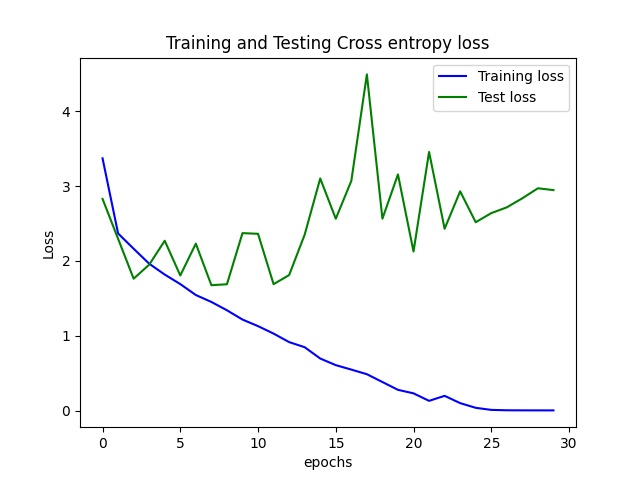 Training and Testing Cross entropy loss
Training loss
Test loss
Loss
4
3
2
1
0
0 5 10 15 20 25 30
epochs